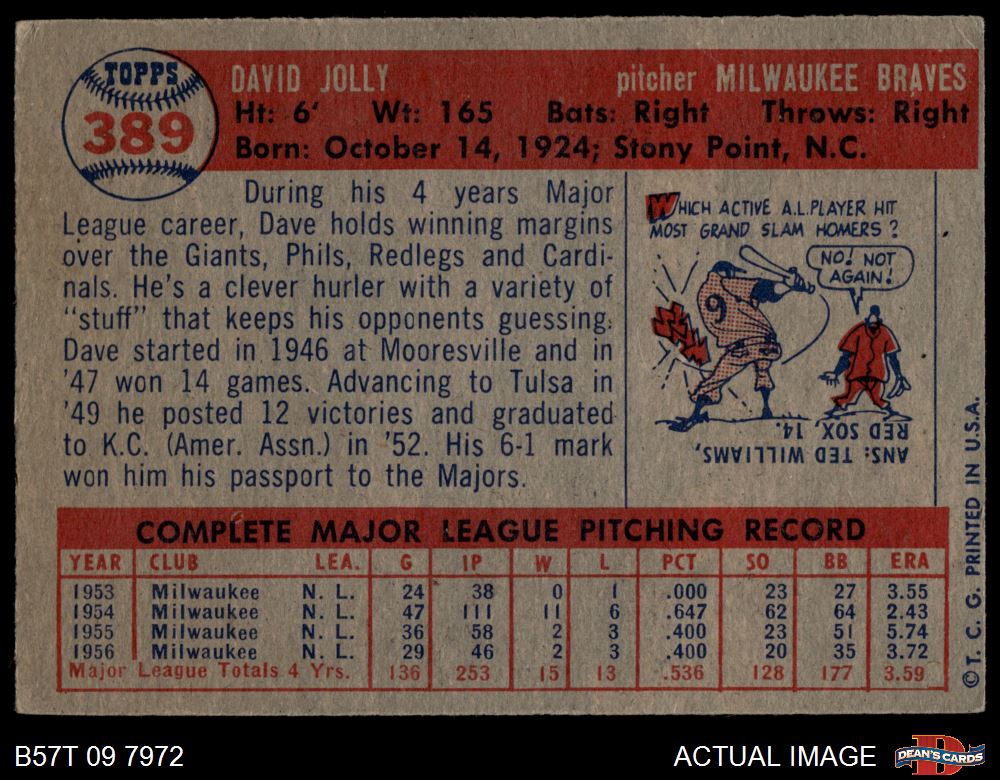 TOPPS
389
DAVID JOLLY pitcher MILWAUKEE BRAVES
Ht: 6' Wt: 165 Bats: Right Throws: Right
Born: October 14, 1924; Stony Point, N.C.
During his 4 years Major
League career, Dave holds winning margins
over the Giants, Phils, Redlegs and Cardi-
nals. He's a clever hurler with a variety of
"stuff" that keeps his opponents guessing.
Dave started in 1946 at Mooresville and in
'47 won 14 games. Advancing to Tulsa in
'49 he posted 12 victories and graduated
to K.C. (Amer. Assn.) in '52. His 6-1 mark
won him his passport to the Majors.
WHICH ACTIVE A.L. PLAYER HIT
MOST GRAND SLAM HOMERS?
NO! NOT
AGAIN!
9
ANS: TED WILLIAMS,
RED SOX, 14.
COMPLETE MAJOR LEAGUE PITCHING RECORD
YEAR CLUB LEA. G IP W L PCT SO BB ERA
1953 Milwaukee N. L. 24 38 0 1 .000 23 27 3.55
1954 Milwaukee N. L. 47 111 11 6 .647 62 64 2.43
1955 Milwaukee N. L. 36 58 2 3 .400 23 51 5.74
1956 Milwaukee N. L. 29 46 2 3 .400 20 35 3.72
Major League Totals 4 Yrs. 136 253 15 13 .536 128 177 3.59
© T. C. G. PRINTED IN U.S.A.
B57T 09 7972
ACTUAL IMAGE
DEAN'S CARDS